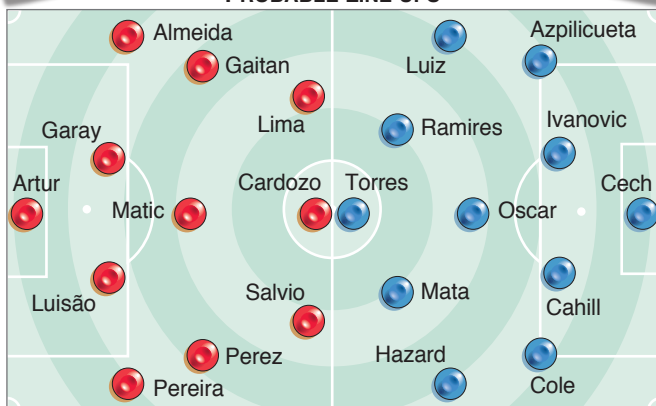 PROBABLE LINE-UPS
Almeida
Gaitan
Lima
Garay
Artur
Matic
Cardozo
Luisão
Salvio
Perez
Pereira
Azpilicueta
Luiz
Ramires
Ivanovic
Torres
Oscar
Cech
Mata
Cahill
Hazard
Cole